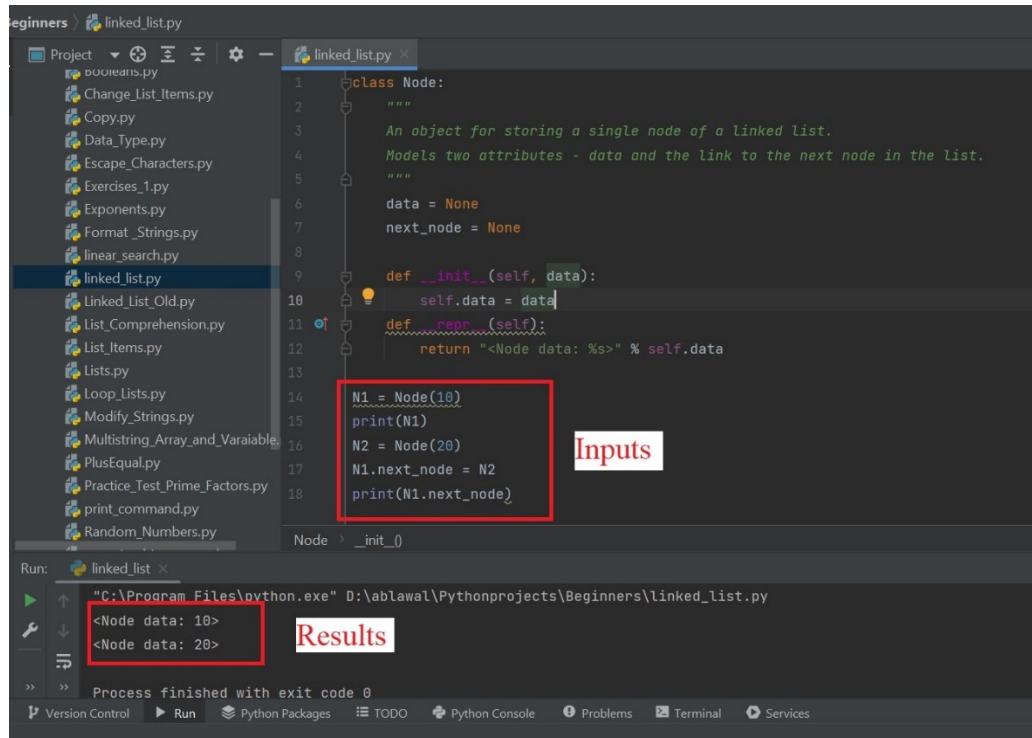 eginners > linked_list.py
Project
linked_list.py ×
Booleans.py
Change_List_Items.py
Copy.py
Data_Type.py
Escape_Characters.py
Exercises_1.py
Exponents.py
Format _Strings.py
linear_search.py
linked_list.py
Linked_List_Old.py
List_Comprehension.py
List_Items.py
Lists.py
Loop_Lists.py
Modify_Strings.py
Multistring_Array_and_Varaiable.
PlusEqual.py
Practice_Test_Prime_Factors.py
print_command.py
Random_Numbers.py
1 class Node:
2 """
3 An object for storing a single node of a linked list.
4 Models two attributes - data and the link to the next node in the list.
5 """
6 data = None
7 next_node = None
8
9 def __init__(self, data):
10 self.data = data
11 def __repr__(self):
12 return "<Node data: %s>" % self.data
13
14 N1 = Node(10)
15 print(N1)
16 N2 = Node(20)
17 N1.next_node = N2
18 print(N1.next_node)
Inputs
Node > __init__()
Run: linked_list ×
"C:\Program Files\python.exe" D:\ablawal\Pythonprojects\Beginners\linked_list.py
<Node data: 10>
<Node data: 20>
Results
Process finished with exit code 0
Version Control Run Python Packages TODO Python Console Problems Terminal Services